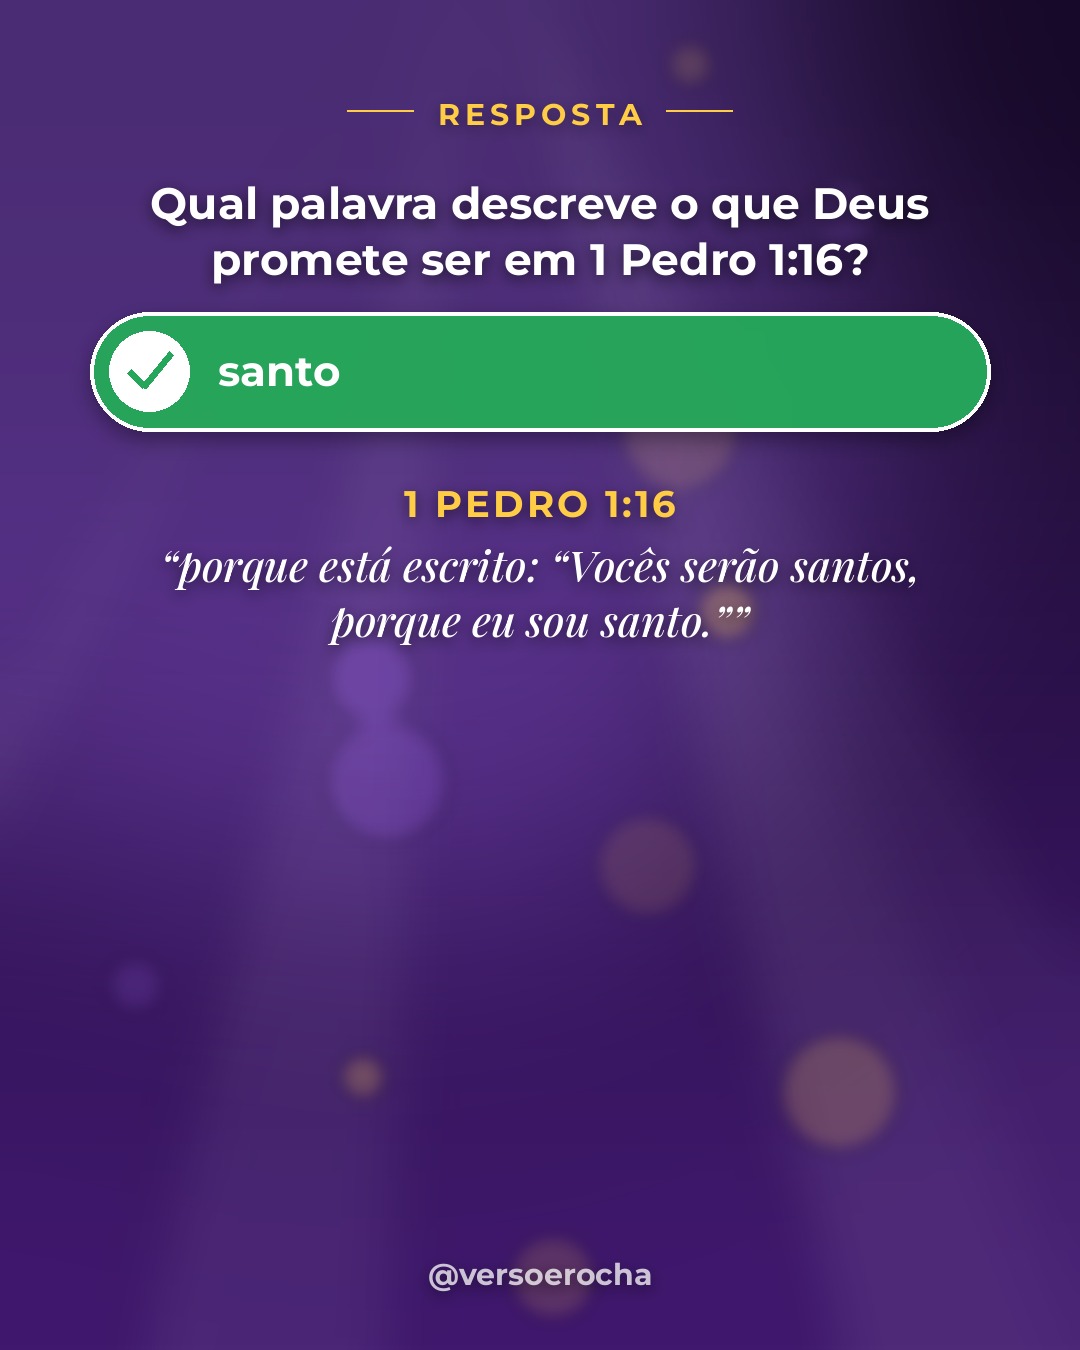 RESPOSTA
Qual palavra descreve o que Deus
promete ser em 1 Pedro 1:16?
santo
1 PEDRO 1:16
“porque está escrito: “Vocês serão santos,
porque eu sou santo.””
@versoerocha